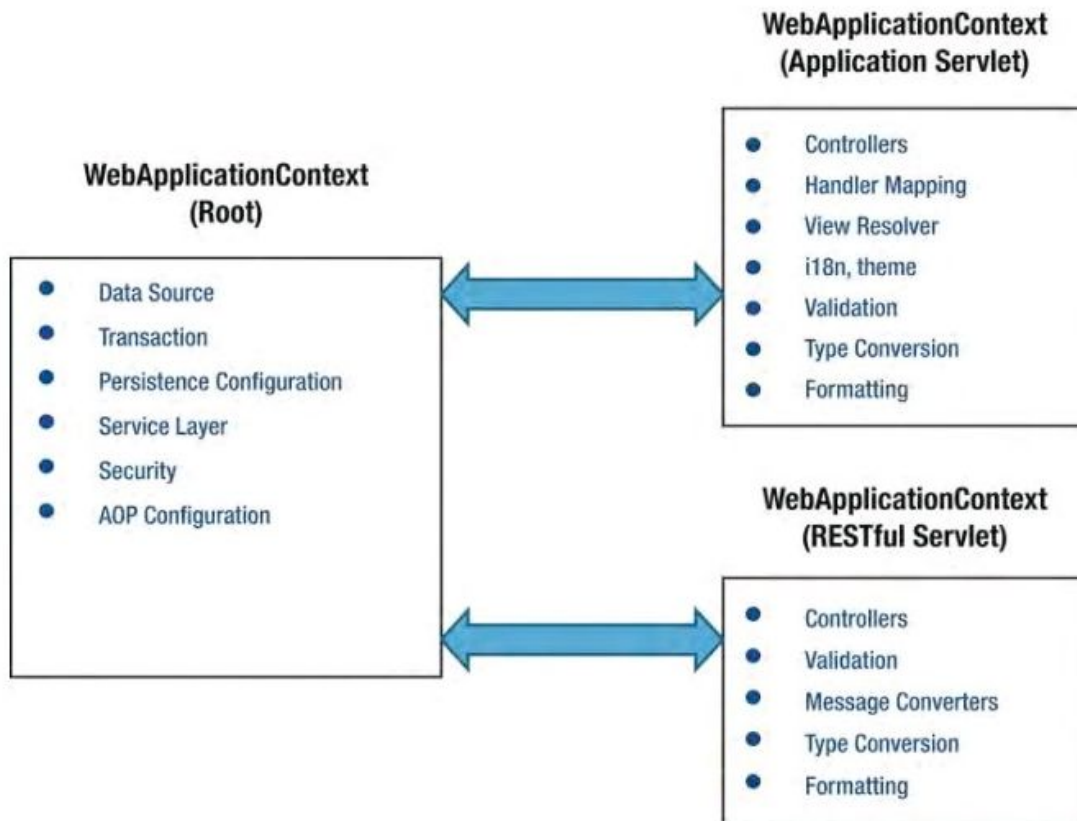 WebApplicationContext
(Root)
Data Source
Transaction
Persistence Configuration
Service Layer
Security
AOP Configuration
WebApplicationContext
(Application Servlet)
Controllers
Handler Mapping
View Resolver
i18n, theme
Validation
Type Conversion
Formatting
WebApplicationContext
(RESTful Servlet)
Controllers
Validation
Message Converters
Type Conversion
Formatting